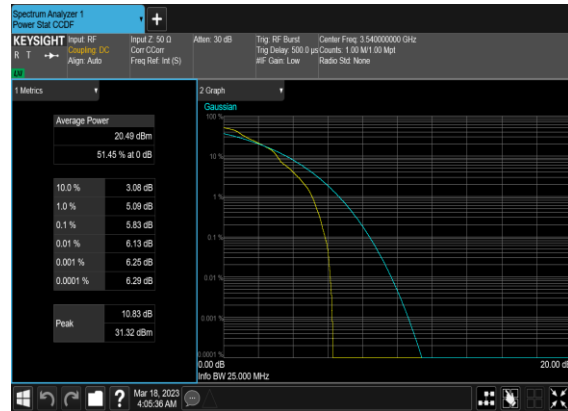 Spectrum Analyzer 1
Power Stat CCDF
KEYSIGHT
R T
LXI
Input: RF
Coupling: DC
Align: Auto
Input Z: 50 Ω
Corr CCorr
Freq Ref: Int (S)
Atten: 30 dB
Trig: RF Burst
Trig Delay: 500.0 µs
#IF Gain: Low
Center Freq: 3.540000000 GHz
Counts: 1.00 M/1.00 Mpt
Radio Std: None
1 Metrics
Average Power
20.49 dBm
51.45 % at 0 dB
10.0 % 3.08 dB
1.0 % 5.09 dB
0.1 % 5.83 dB
0.01 % 6.13 dB
0.001 % 6.25 dB
0.0001 % 6.29 dB
Peak
10.83 dB
31.32 dBm
2 Graph
Gaussian
100 %
10 %
1 %
0.1 %
0.01 %
0.001 %
0.0001 %
0.00 dB
20.00 dB
Info BW 25.000 MHz
?
Mar 18, 2023
4:05:36 AM